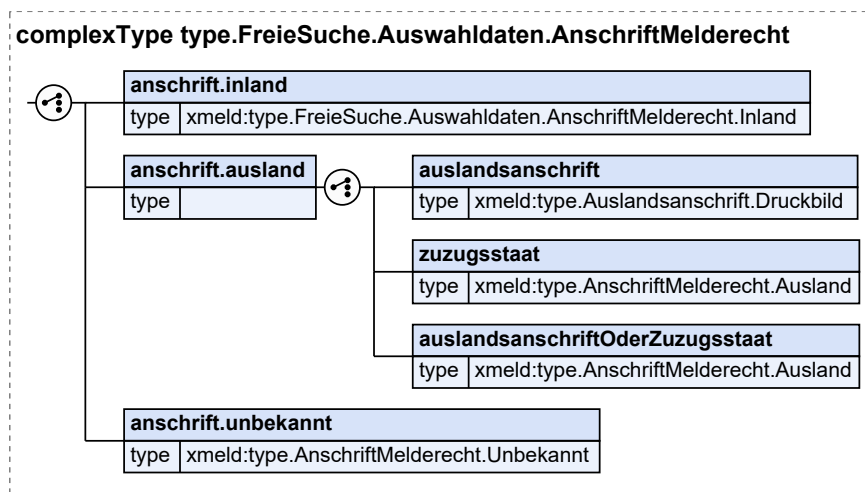 complexType type.FreieSuche.Auswahldaten.AnschriftMelderecht
anschrift.inland
type xmeld:type.FreieSuche.Auswahldaten.AnschriftMelderecht.Inland
anschrift.ausland
type
auslandsanschrift
type xmeld:type.Auslandsanschrift.Druckbild
zuzugsstaat
type xmeld:type.AnschriftMelderecht.Ausland
auslandsanschriftOderZuzugsstaat
type xmeld:type.AnschriftMelderecht.Ausland
anschrift.unbekannt
type xmeld:type.AnschriftMelderecht.Unbekannt